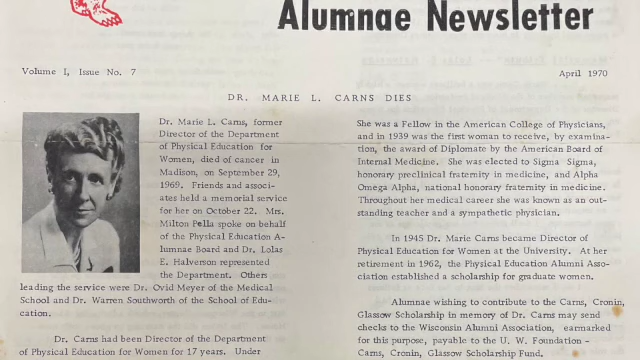 Alumnae Newsletter
Volume I, Issue No. 7
April 1970
DR. MARIE L. CARNS DIES
Dr. Marie L. Carns, former
Director of the Department
of Physical Education for
Women, died of cancer in
Madison, on September 29,
1969. Friends and associ-
ates held a memorial service
for her on October 22. Mrs.
Milton Pella spoke on behalf
of the Physical Education A-
lumnae Board and Dr. Lolas
E. Halverson represented
the Department. Others
leading the service were Dr. Ovid Meyer of the Medical
School and Dr. Warren Southworth of the School of Edu-
cation.
Dr. Carns had been Director of the Department
of Physical Education for Women for 17 years. Under
She was a Fellow in the American College of Physicians,
and in 1939 was the first woman to receive, by examina-
tion, the award of Diplomate by the American Board of
Internal Medicine. She was elected to Sigma Sigma,
honorary preclinical fraternity in medicine, and Alpha
Omega Alpha, national honorary fraternity in medicine.
Throughout her medical career she was known as an out-
standing teacher and a sympathetic physician.
In 1945 Dr. Marie Carns became Director of
Physical Education for Women at the University. At her
retirement in 1962, the Physical Education Alumni Asso-
ciation established a scholarship for graduate women.
Alumnae wishing to contribute to the Carns, Cronin,
Glassow Scholarship in memory of Dr. Carns may send
checks to the Wisconsin Alumni Association, earmarked
for this purpose, payable to the U. W. Foundation -
Carns, Cronin, Glassow Scholarship Fund.